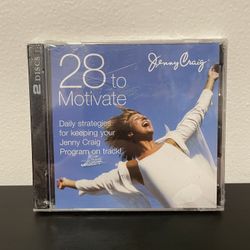 2 DISCS
28 to
Motivate
Jenny Craig
Daily strategies
for keeping your
Jenny Craig
Program on track!